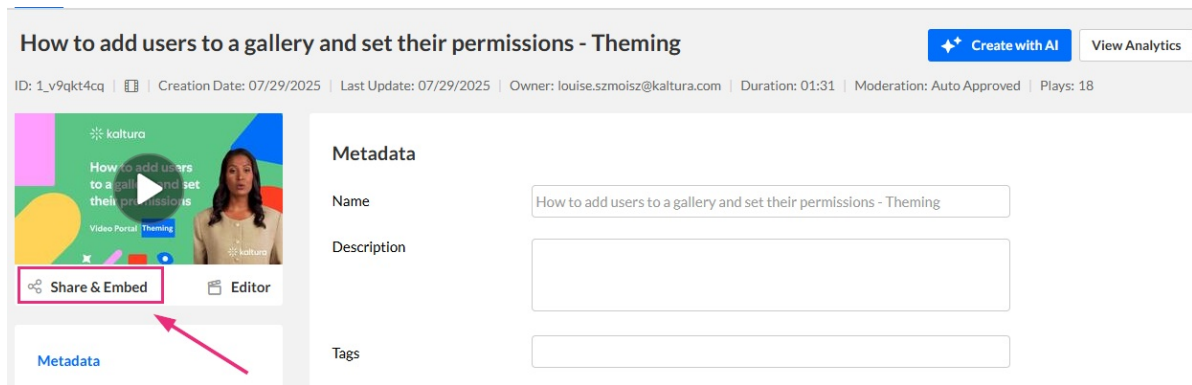 How to add users to a gallery and set their permissions - Theming
Create with AI
View Analytics
ID: 1_v9qkt4cq | Creation Date: 07/29/2025 | Last Update: 07/29/2025 | Owner: louise.szmoisz@kaltura.com | Duration: 01:31 | Moderation: Auto Approved | Plays: 18
kaltura
How to add users
to a gallery and set
their permissions
Video Portal Theming
kaltura
Share & Embed
Editor
Metadata
Metadata
Name
How to add users to a gallery and set their permissions - Theming
Description
Tags